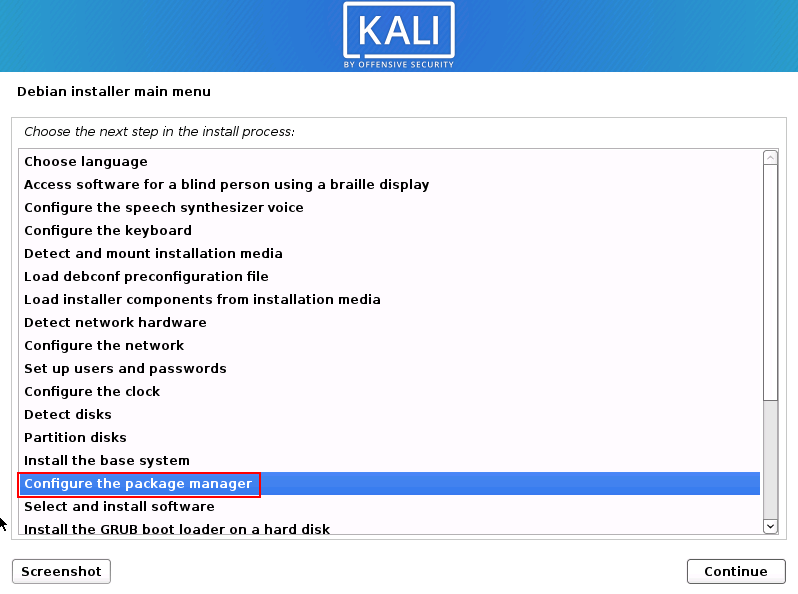 KALI
BY OFFENSIVE SECURITY
Debian installer main menu
Choose the next step in the install process:
Choose language
Access software for a blind person using a braille display
Configure the speech synthesizer voice
Configure the keyboard
Detect and mount installation media
Load debconf preconfiguration file
Load installer components from installation media
Detect network hardware
Configure the network
Set up users and passwords
Configure the clock
Detect disks
Partition disks
Install the base system
Configure the package manager
Select and install software
Install the GRUB boot loader on a hard disk
Screenshot
Continue